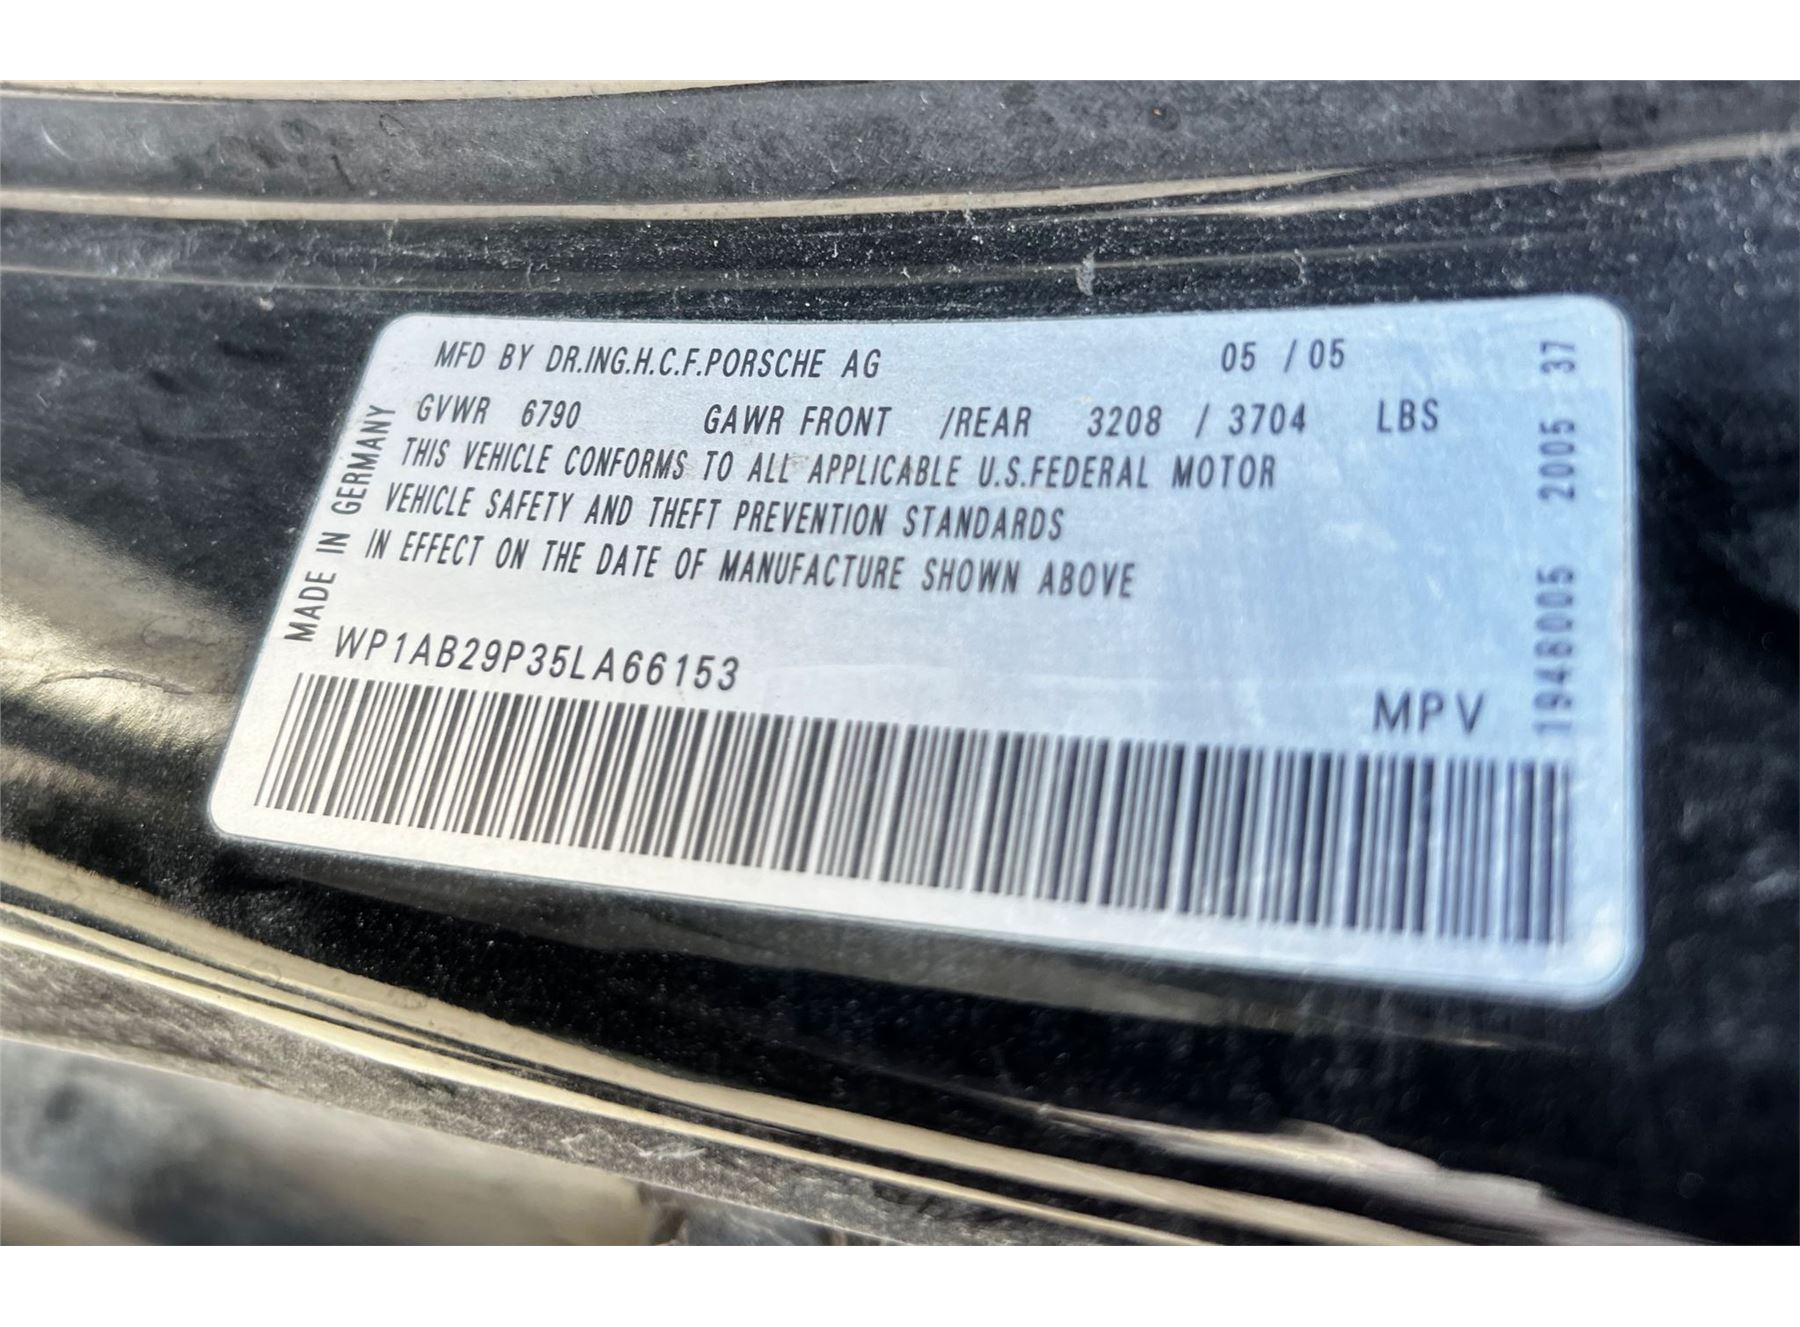 MFD BY DR.ING.H.C.F.PORSCHE AG 05 / 05
GVWR 6790 GAWR FRONT /REAR 3208 / 3704 LBS
THIS VEHICLE CONFORMS TO ALL APPLICABLE U.S.FEDERAL MOTOR
VEHICLE SAFETY AND THEFT PREVENTION STANDARDS
IN EFFECT ON THE DATE OF MANUFACTURE SHOWN ABOVE
MADE IN GERMANY
WP1AB29P35LA66153
MPV
194B0005 2005 37